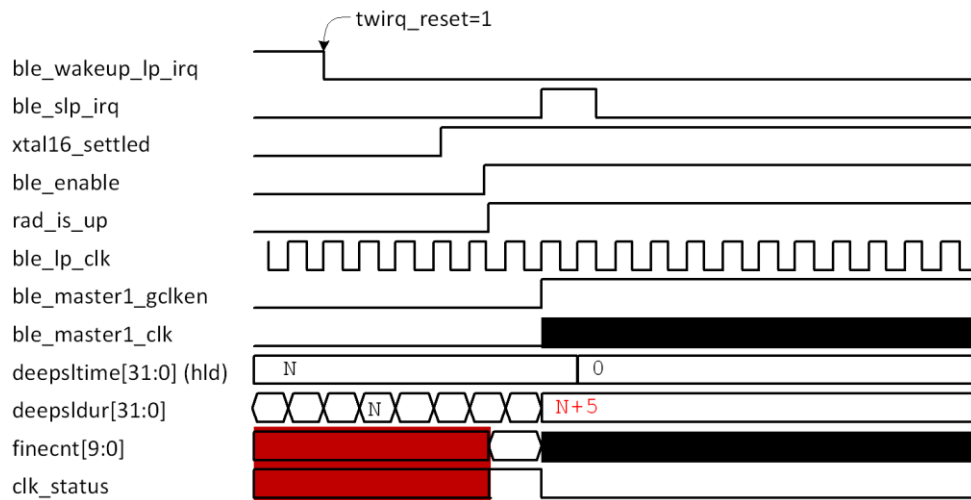 twirq_reset=1
ble_wakeup_lp_irq
ble_slp_irq
xtal16_settled
ble_enable
rad_is_up
ble_lp_clk
ble_master1_gclken
ble_master1_clk
deepsltime[31:0] (hld) N 0
deepsldur[31:0] N N+5
finecnt[9:0]
clk_status